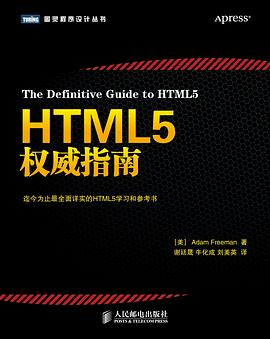 TURING 图灵程序设计丛书
Apress®
The Definitive Guide to HTML5
HTML5
权威指南
迄今为止最全面详实的HTML5学习和参考书
[美] Adam Freeman 著
谢廷晟 牛化成 刘美英 译
人民邮电出版社
POSTS & TELECOM PRESS